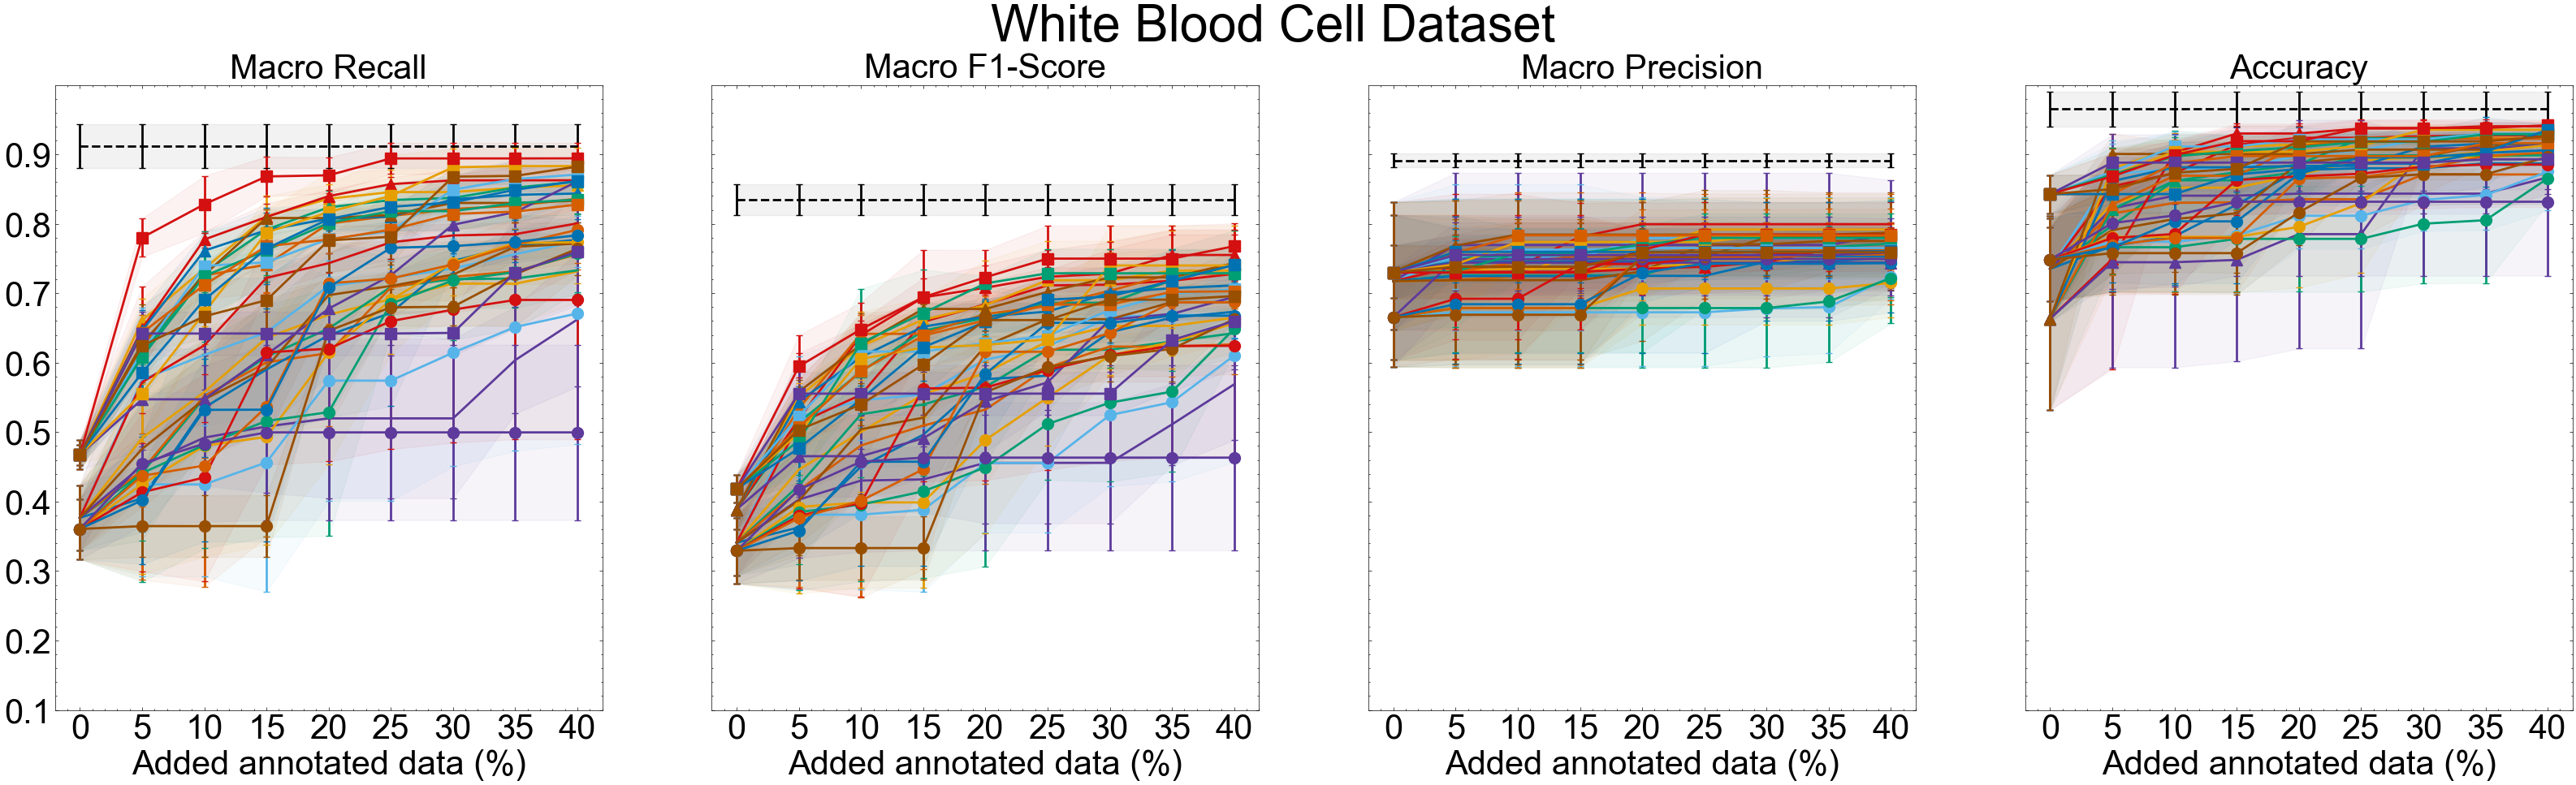 White Blood Cell Dataset
Macro Recall
Macro F1-Score
Macro Precision
Accuracy
0.9
0.8
0.7
0.6
0.5
0.4
0.3
0.2
0.1
0 5 10 15 20 25 30 35 40
0 5 10 15 20 25 30 35 40
0 5 10 15 20 25 30 35 40
0 5 10 15 20 25 30 35 40
Added annotated data (%)
Added annotated data (%)
Added annotated data (%)
Added annotated data (%)